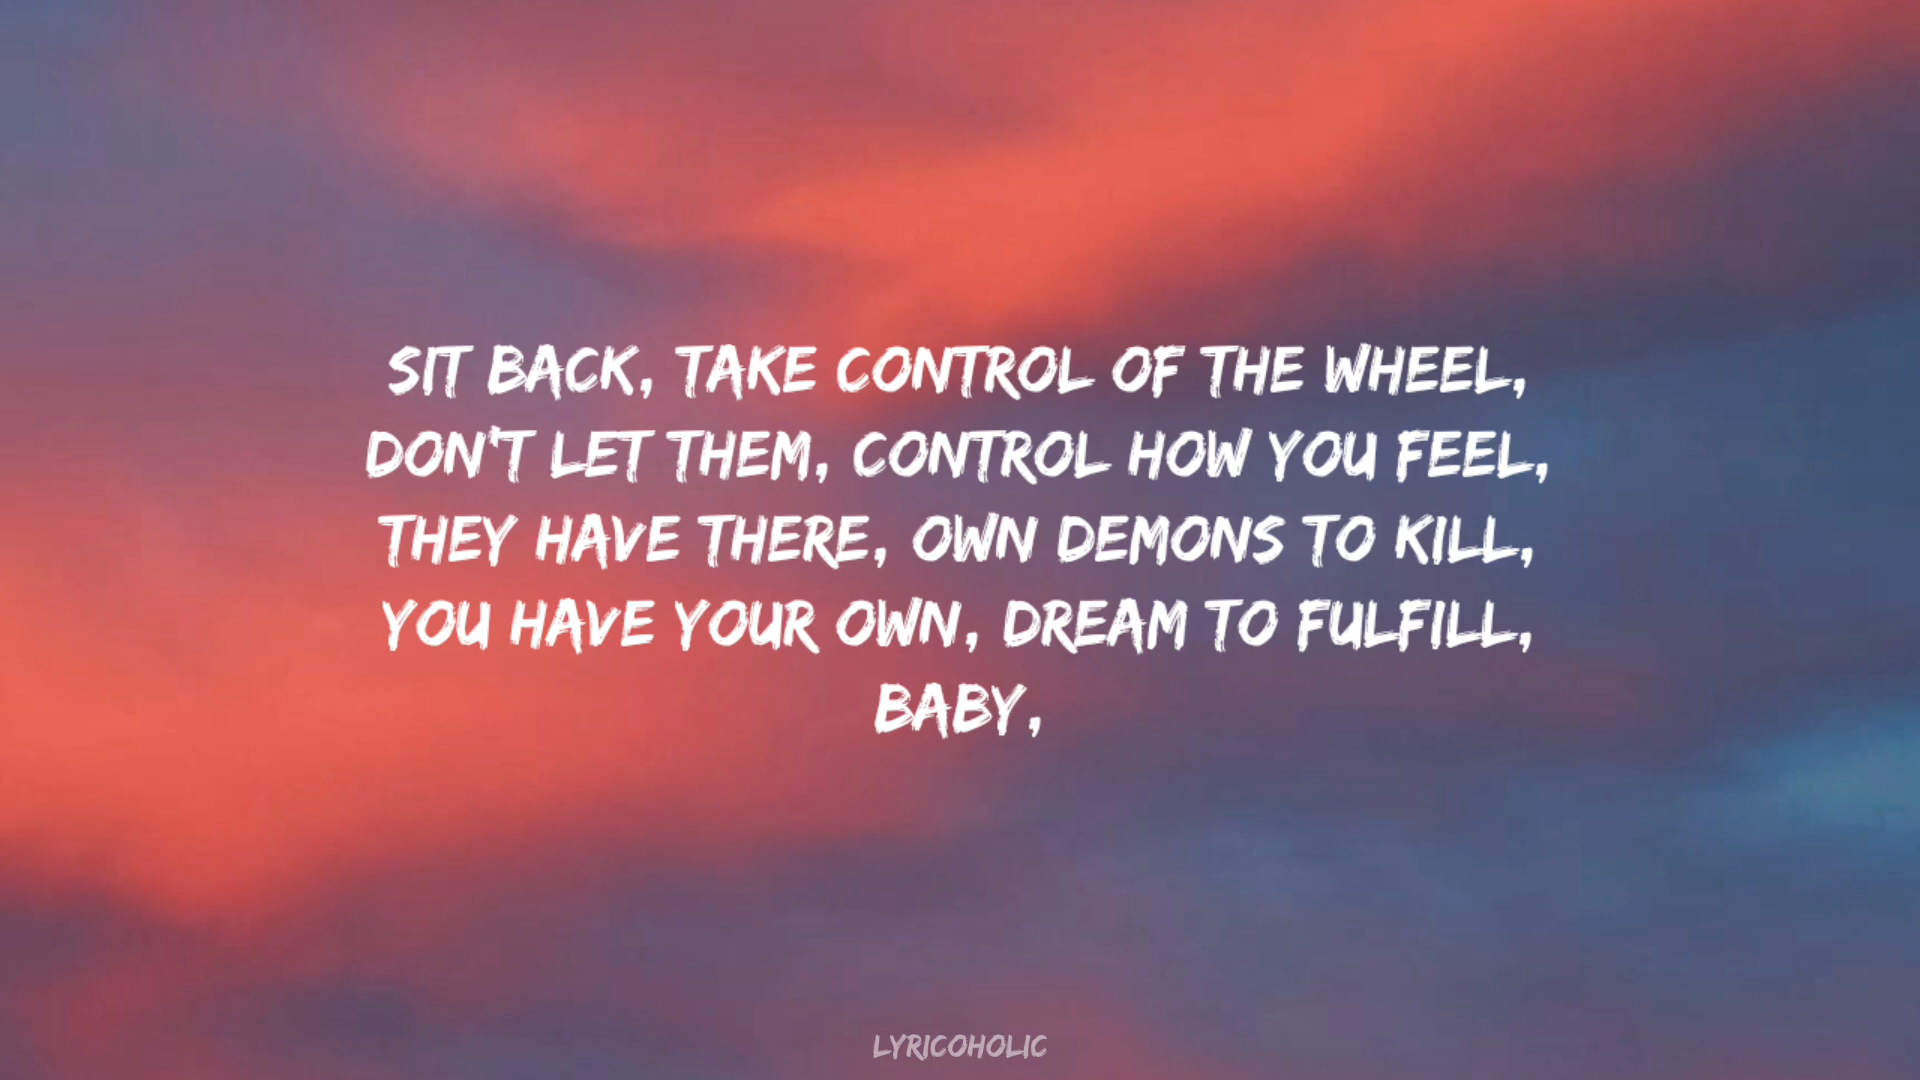 SIT BACK, TAKE CONTROL OF THE WHEEL,
DON'T LET THEM, CONTROL HOW YOU FEEL,
THEY HAVE THERE, OWN DEMONS TO KILL,
YOU HAVE YOUR OWN, DREAM TO FULFILL,
BABY,
LYRICOHOLIC